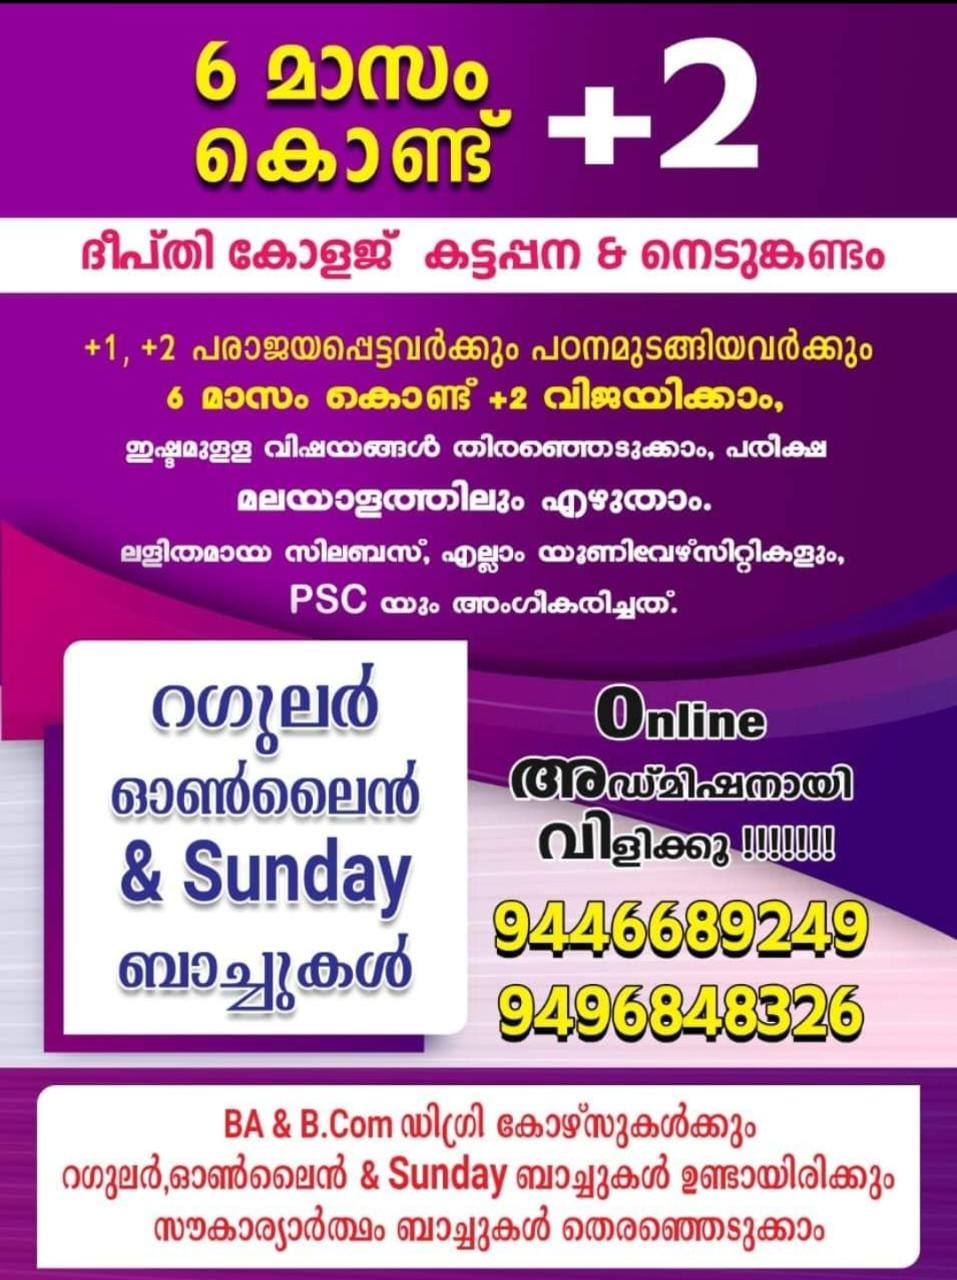 6 മാസം
കൊണ്ട് +2
ദീപ്തി കോളജ് കട്ടപ്പന & നെടുങ്കണ്ടം
+1, +2 പരാജയപ്പെട്ടവർക്കും പഠനമുടങ്ങിയവർക്കും
6 മാസം കൊണ്ട് +2 വിജയിക്കാം,
ഇഷ്ടമുളള വിഷയങ്ങൾ തിരഞ്ഞെടുക്കാം, പരീക്ഷ
മലയാളത്തിലും എഴുതാം.
ലളിതമായ സിലബസ്, എല്ലാം യൂണിവേഴ്സിറ്റികളും,
PSC യും അംഗീകരിച്ചത്.
റഗുലർ
ഓൺലൈൻ
& Sunday
ബാച്ചുകൾ
Online
അഡ്മിഷനായി
വിളിക്കൂ !!!!!!!!
9446689249
9496848326
BA & B.Com ഡിഗ്രി കോഴ്സുകൾക്കും
റഗുലർ,ഓൺലൈൻ & Sunday ബാച്ചുകൾ ഉണ്ടായിരിക്കും
സൗകാര്യാർത്ഥം ബാച്ചുകൾ തെരഞ്ഞെടുക്കാം